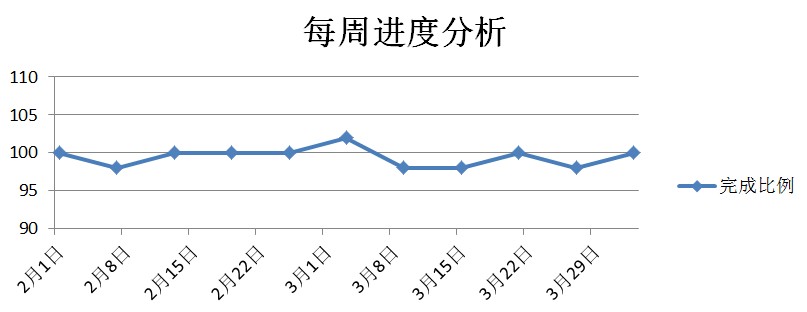 每周进度分析
110
105
100
95
90
完成比例
2月1日
2月8日
2月15日
2月22日
3月1日
3月8日
3月15日
3月22日
3月29日